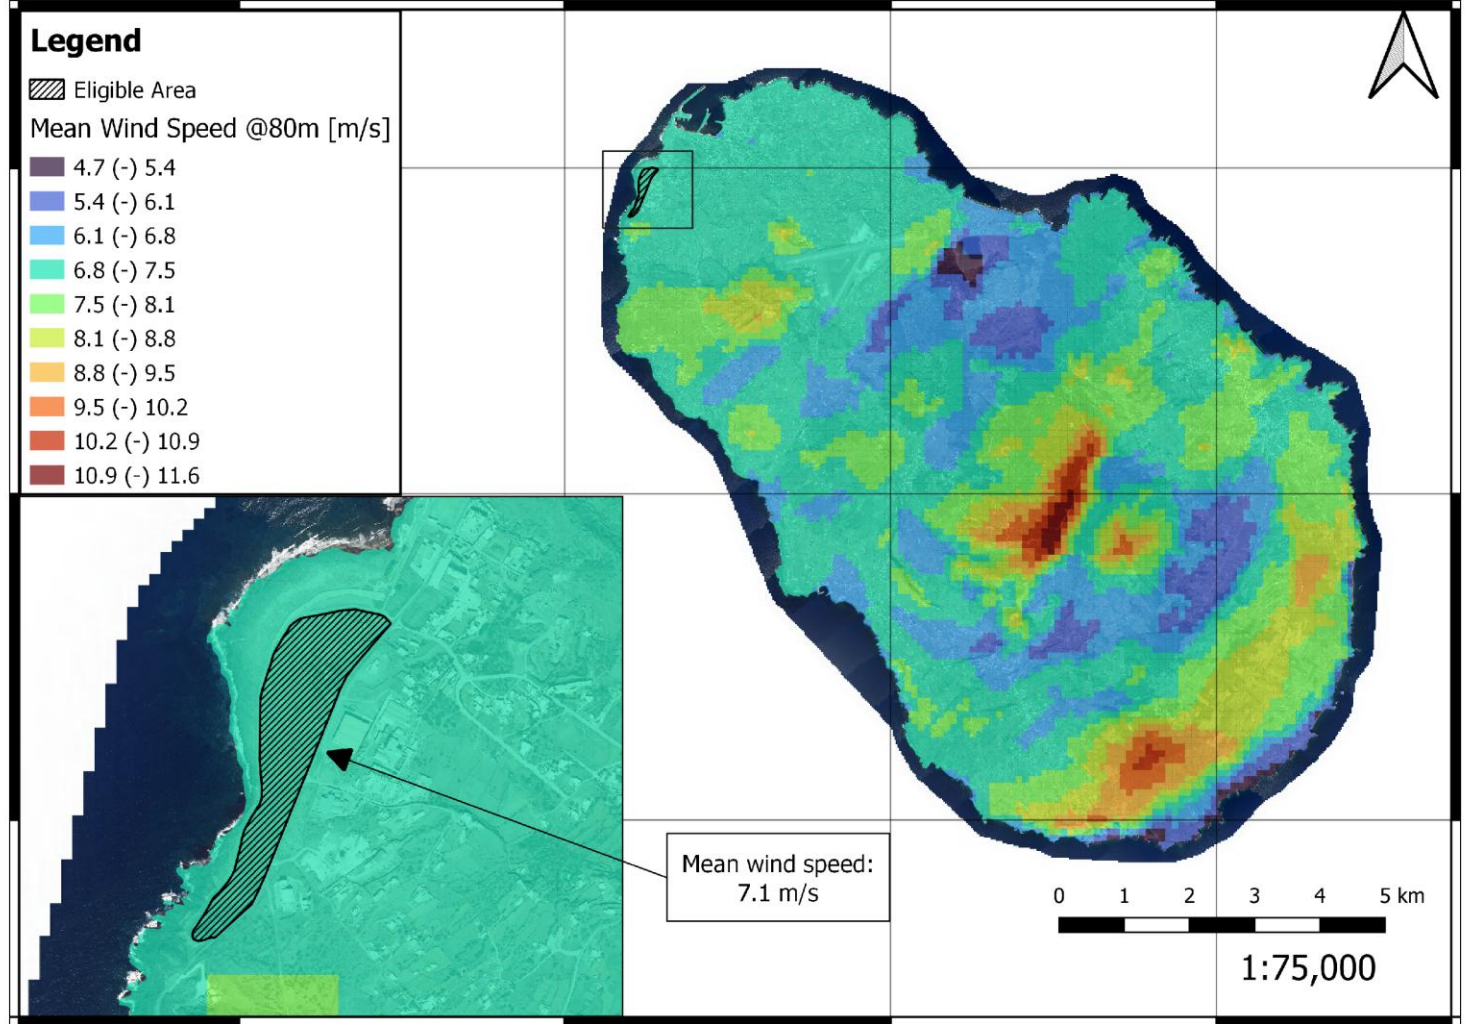 Legend
Eligible Area
Mean Wind Speed @80m [m/s]
4.7 (-) 5.4
5.4 (-) 6.1
6.1 (-) 6.8
6.8 (-) 7.5
7.5 (-) 8.1
8.1 (-) 8.8
8.8 (-) 9.5
9.5 (-) 10.2
10.2 (-) 10.9
10.9 (-) 11.6
Mean wind speed:
7.1 m/s
0 1 2 3 4 5 km
1:75,000